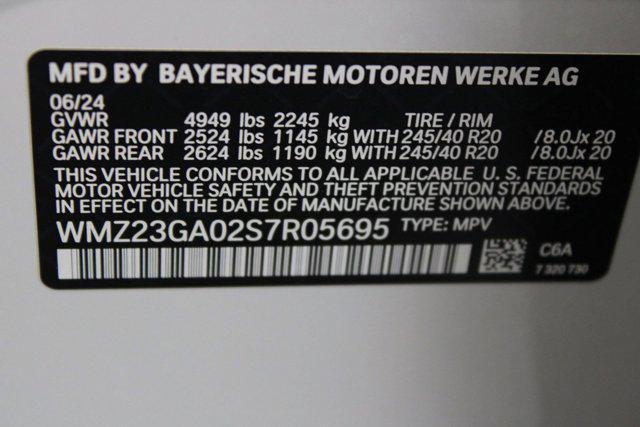 MFD BY BAYERISCHE MOTOREN WERKE AG
06/24
GVWR 4949 lbs 2245 kg TIRE / RIM
GAWR FRONT 2524 lbs 1145 kg WITH 245/40 R20 /8.0Jx 20
GAWR REAR 2624 lbs 1190 kg WITH 245/40 R20 /8.0Jx 20
THIS VEHICLE CONFORMS TO ALL APPLICABLE U. S. FEDERAL
MOTOR VEHICLE SAFETY AND THEFT PREVENTION STANDARDS
IN EFFECT ON THE DATE OF MANUFACTURE SHOWN ABOVE.
WMZ23GA02S7R05695 TYPE: MPV
C6A
7 320 730